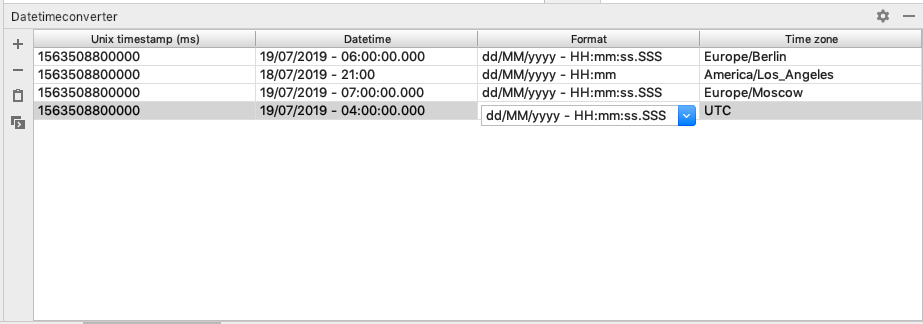 Datetimeconverter
Unix timestamp (ms) Datetime Format Time zone
1563508800000 19/07/2019 - 06:00:00.000 dd/MM/yyyy - HH:mm:ss.SSS Europe/Berlin
1563508800000 18/07/2019 - 21:00 dd/MM/yyyy - HH:mm America/Los_Angeles
1563508800000 19/07/2019 - 07:00:00.000 dd/MM/yyyy - HH:mm:ss.SSS Europe/Moscow
1563508800000 19/07/2019 - 04:00:00.000 dd/MM/yyyy - HH:mm:ss.SSS UTC